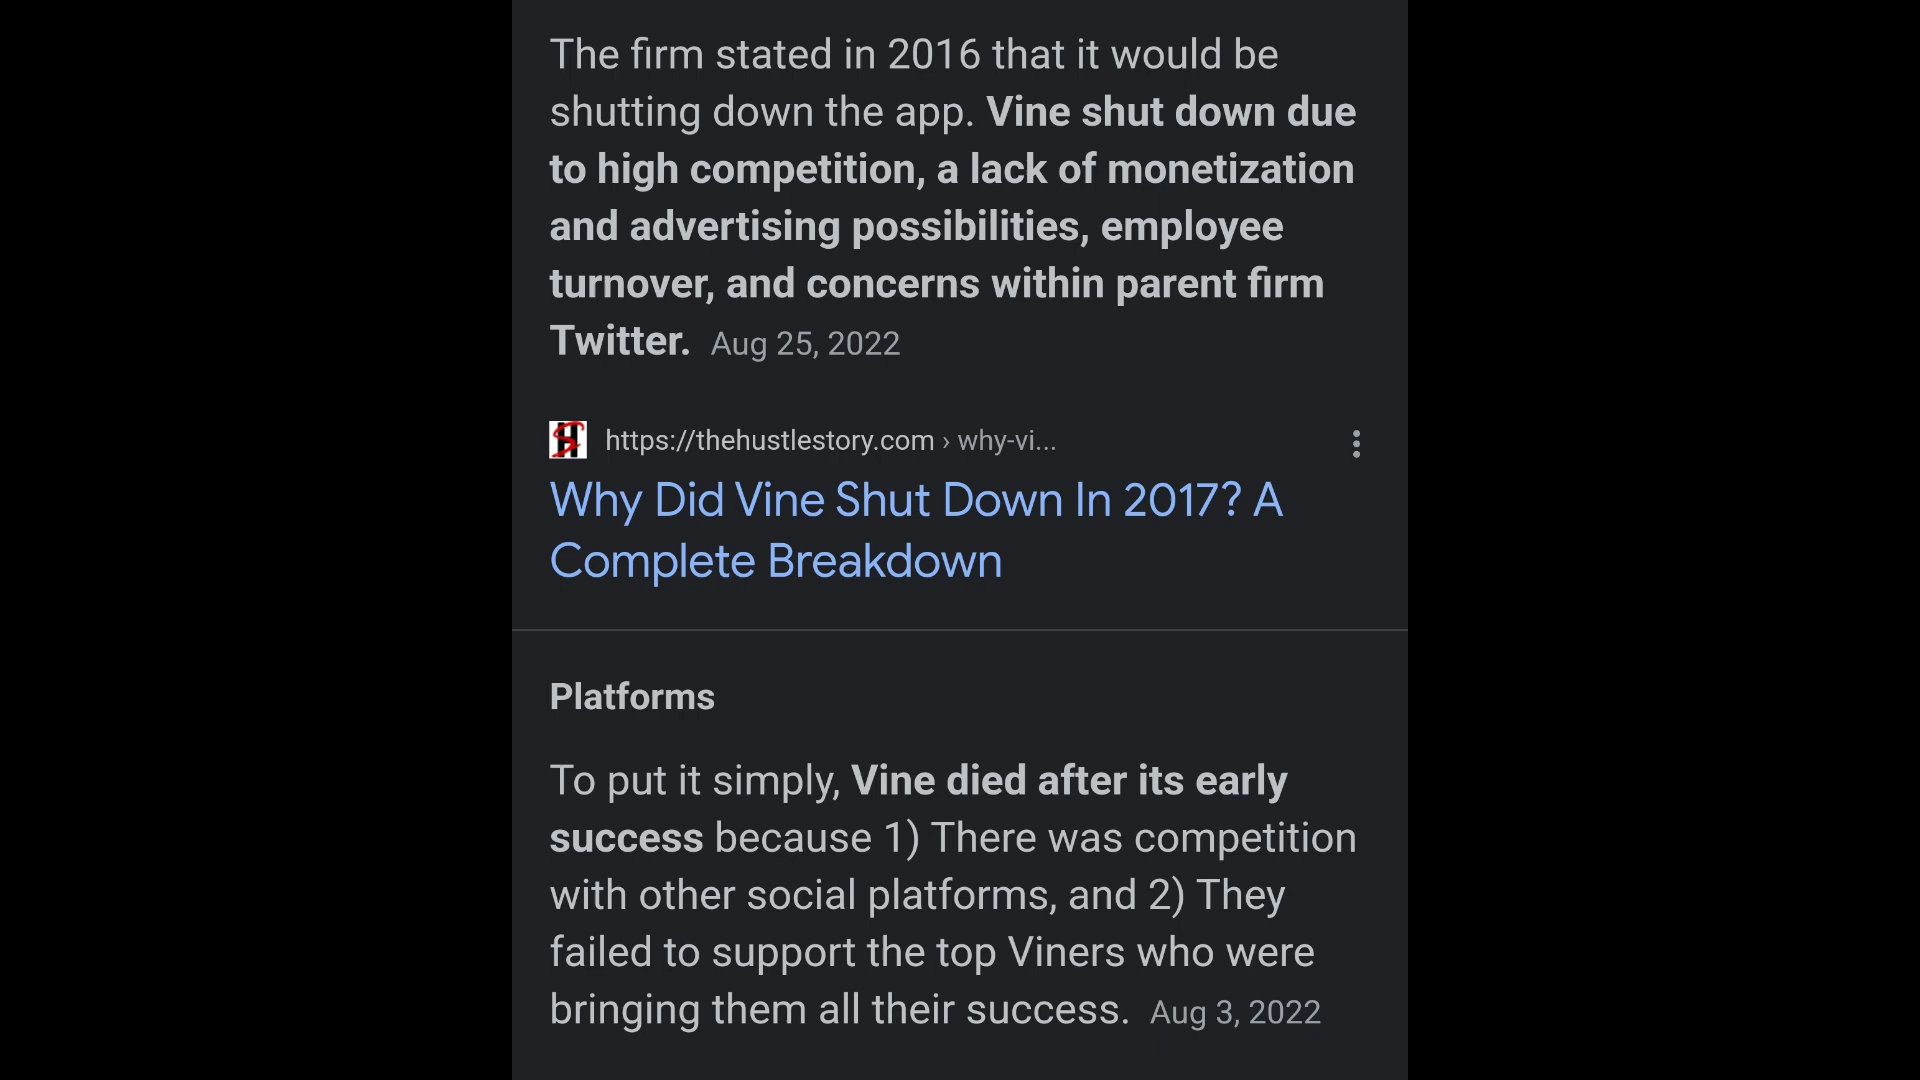 The firm stated in 2016 that it would be
shutting down the app. Vine shut down due
to high competition, a lack of monetization
and advertising possibilities, employee
turnover, and concerns within parent firm
Twitter. Aug 25, 2022
https://thehustlestory.com › why-vi...
Why Did Vine Shut Down In 2017? A
Complete Breakdown
Platforms
To put it simply, Vine died after its early
success because 1) There was competition
with other social platforms, and 2) They
failed to support the top Viners who were
bringing them all their success. Aug 3, 2022